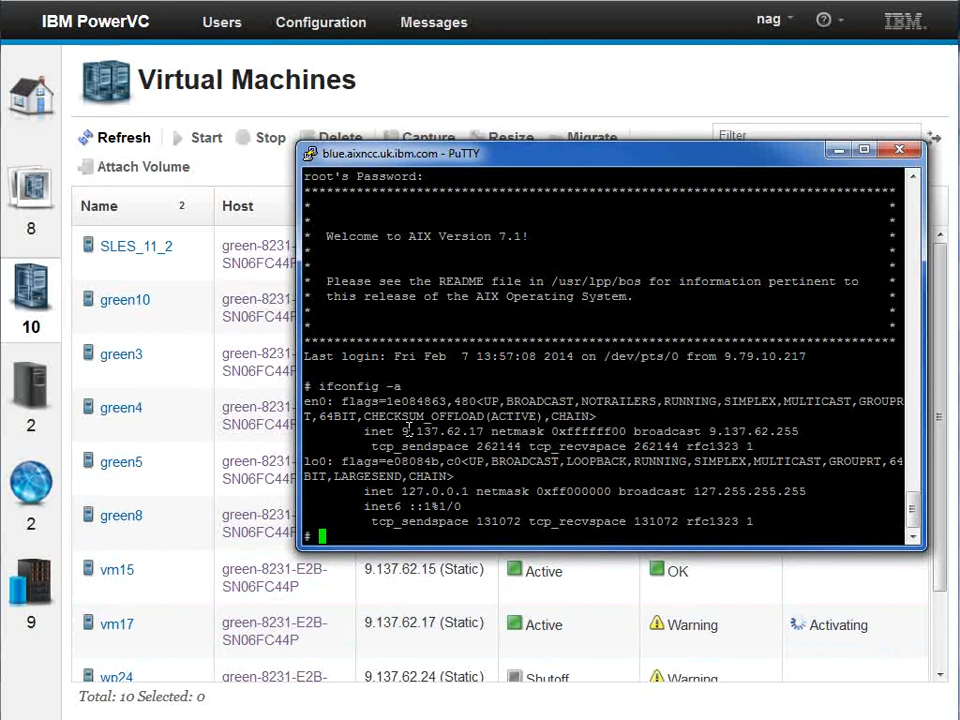 IBM PowerVC Users Configuration Messages nag ? IBM.
Virtual Machines
Refresh Start Stop Delete Capture Resize Migrate Filter
Attach Volume
Name 2 Host
SLES_11_2 green-8231-
SN06FC44P
green10 green-8231-
SN06FC44P
green3 green-8231-
SN06FC44P
green4 green-8231-
SN06FC44P
green5 green-8231-
SN06FC44P
green8 green-8231-
SN06FC44P
vm15 green-8231-E2B-
SN06FC44P 9.137.62.15 (Static) Active OK
vm17 green-8231-E2B-
SN06FC44P 9.137.62.17 (Static) Active Warning Activating
wp24 green-8231-E2B-
SN06FC44P 9.137.62.24 (Static) Shutoff Warning
Total: 10 Selected: 0
8
10
2
2
9
blue.aixncc.uk.ibm.com - PuTTY
root's Password:
*******************************************************************************
* *
* *
* Welcome to AIX Version 7.1! *
* *
* *
* Please see the README file in /usr/lpp/bos for information pertinent to *
* this release of the AIX Operating System. *
* *
* *
*******************************************************************************
Last login: Fri Feb 7 13:57:08 2014 on /dev/pts/0 from 9.79.10.217
# ifconfig -a
en0: flags=1e084863,480<UP,BROADCAST,NOTRAILERS,RUNNING,SIMPLEX,MULTICAST,GROUPR
T,64BIT,CHECKSUM_OFFLOAD(ACTIVE),CHAIN>
inet 9.137.62.17 netmask 0xffffff00 broadcast 9.137.62.255
tcp_sendspace 262144 tcp_recvspace 262144 rfc1323 1
lo0: flags=e08084b,c0<UP,BROADCAST,LOOPBACK,RUNNING,SIMPLEX,MULTICAST,GROUPRT,64
BIT,LARGESEND,CHAIN>
inet 127.0.0.1 netmask 0xff000000 broadcast 127.255.255.255
inet6 ::1%1/0
tcp_sendspace 131072 tcp_recvspace 131072 rfc1323 1
#